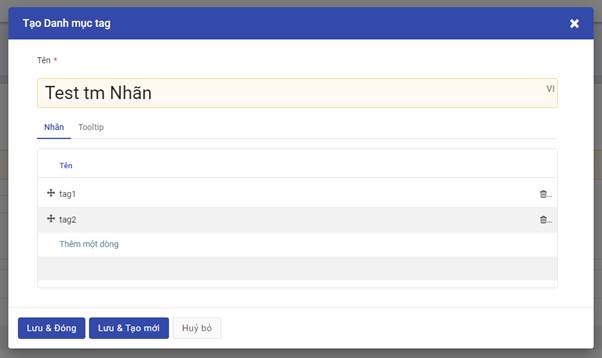 Tạo Danh mục tag
Tên *
Test tm Nhãn
VI
Nhãn Tooltip
Tên
tag1
tag2
Thêm một dòng
Lưu & Đóng Lưu & Tạo mới Huỷ bỏ